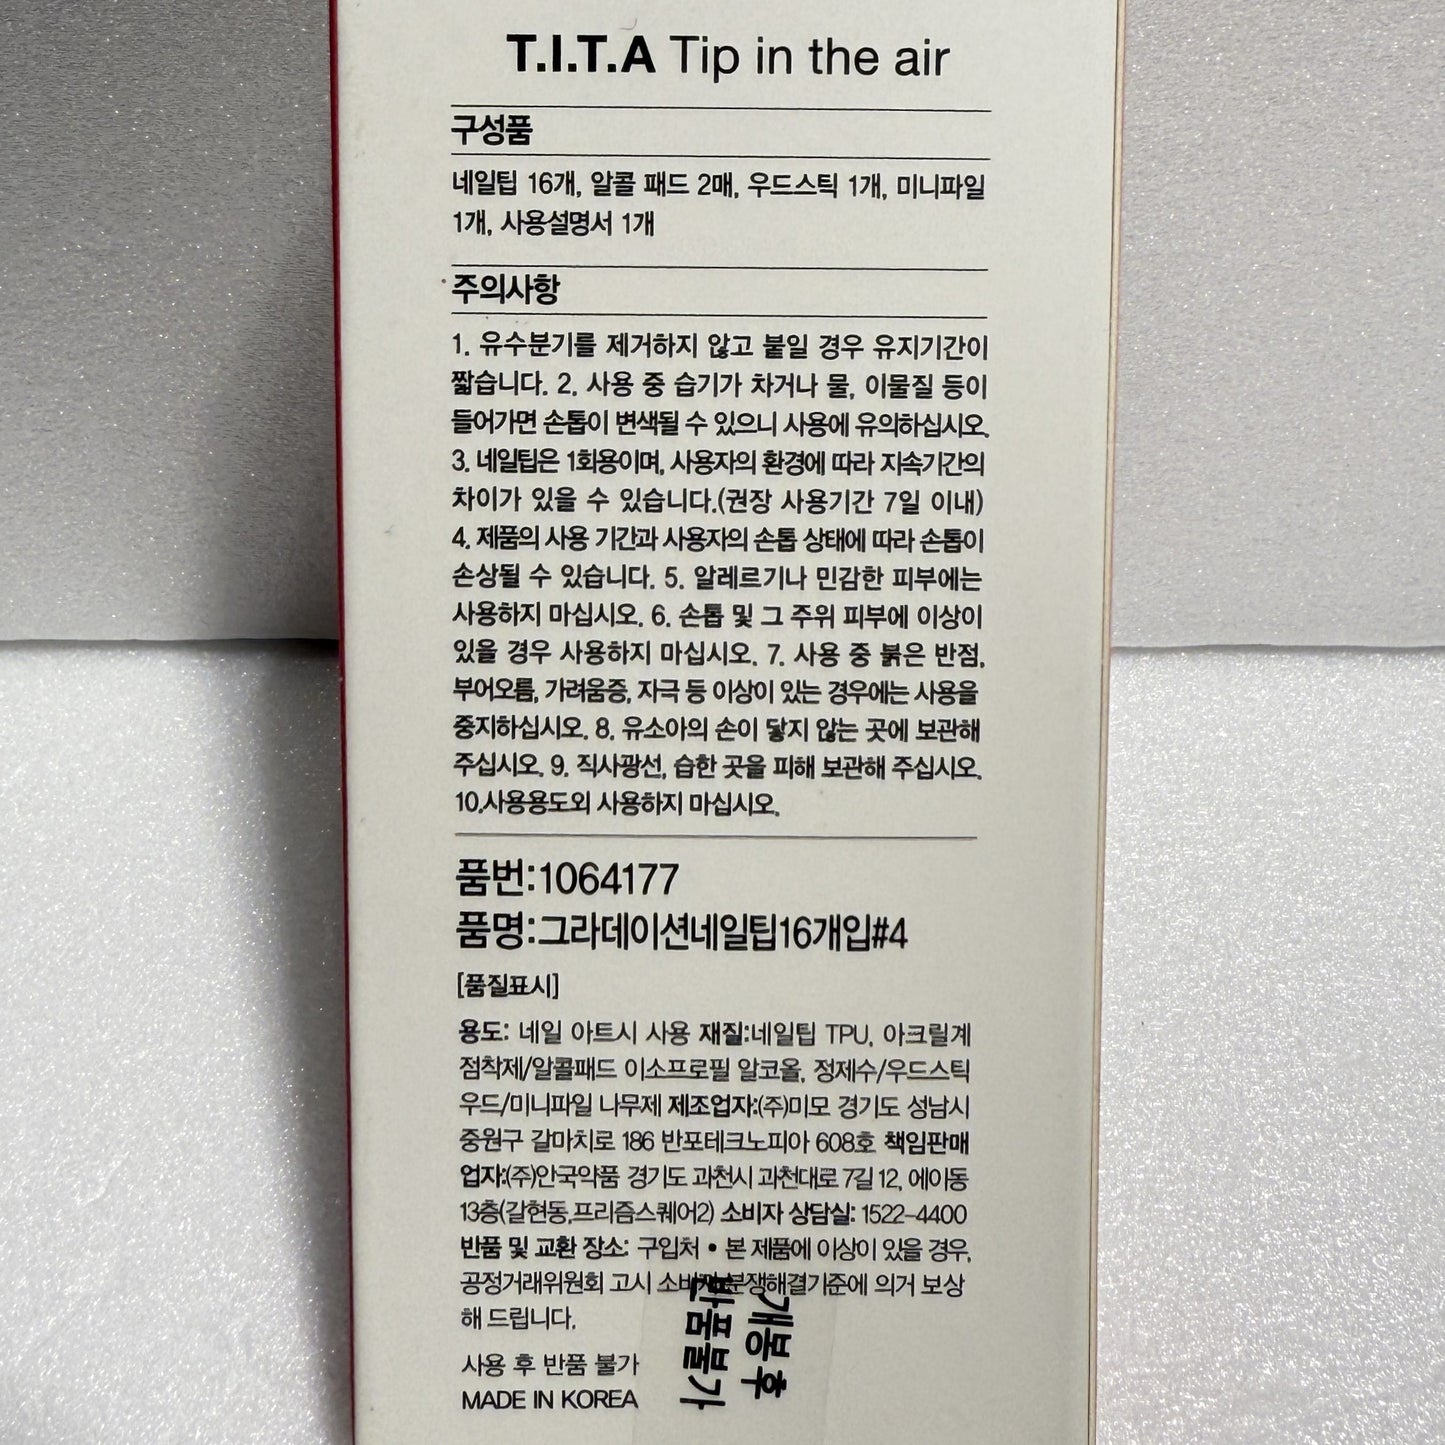 T.I.T.A Tip in the air
구성품
네일팁 16개, 알콜 패드 2매, 우드스틱 1개, 미니파일
1개, 사용설명서 1개
주의사항
1. 유수분기를 제거하지 않고 붙일 경우 유지기간이
짧습니다. 2. 사용 중 습기가 차거나 물, 이물질 등이
들어가면 손톱이 변색될 수 있으니 사용에 유의하십시오.
3. 네일팁은 1회용이며, 사용자의 환경에 따라 지속기간의
차이가 있을 수 있습니다.(권장 사용기간 7일 이내)
4. 제품의 사용 기간과 사용자의 손톱 상태에 따라 손톱이
손상될 수 있습니다. 5. 알레르기나 민감한 피부에는
사용하지 마십시오. 6. 손톱 및 그 주위 피부에 이상이
있을 경우 사용하지 마십시오. 7. 사용 중 붉은 반점,
부어오름, 가려움증, 자극 등 이상이 있는 경우에는 사용을
중지하십시오. 8. 유소아의 손이 닿지 않는 곳에 보관해
주십시오. 9. 직사광선, 습한 곳을 피해 보관해 주십시오.
10.사용용도외 사용하지 마십시오.
품번:1064177
품명:그라데이션네일팁16개입#4
[품질표시]
용도: 네일 아트시 사용 재질:네일팁 TPU, 아크릴계
점착제/알콜패드 이소프로필 알코올, 정제수/우드스틱
우드/미니파일 나무제 제조업자:(주)미모 경기도 성남시
중원구 갈마치로 186 반포테크노피아 608호 책임판매
업자:(주)안국약품 경기도 과천시 과천대로 7길 12, 에이동
13층(갈현동,프리즘스퀘어2) 소비자 상담실: 1522-4400
반품 및 교환 장소: 구입처 • 본 제품에 이상이 있을 경우,
공정거래위원회 고시 소비자 분쟁해결기준에 의거 보상
해 드립니다.
사용 후 반품 불가
MADE IN KOREA
개봉 후
반품불가